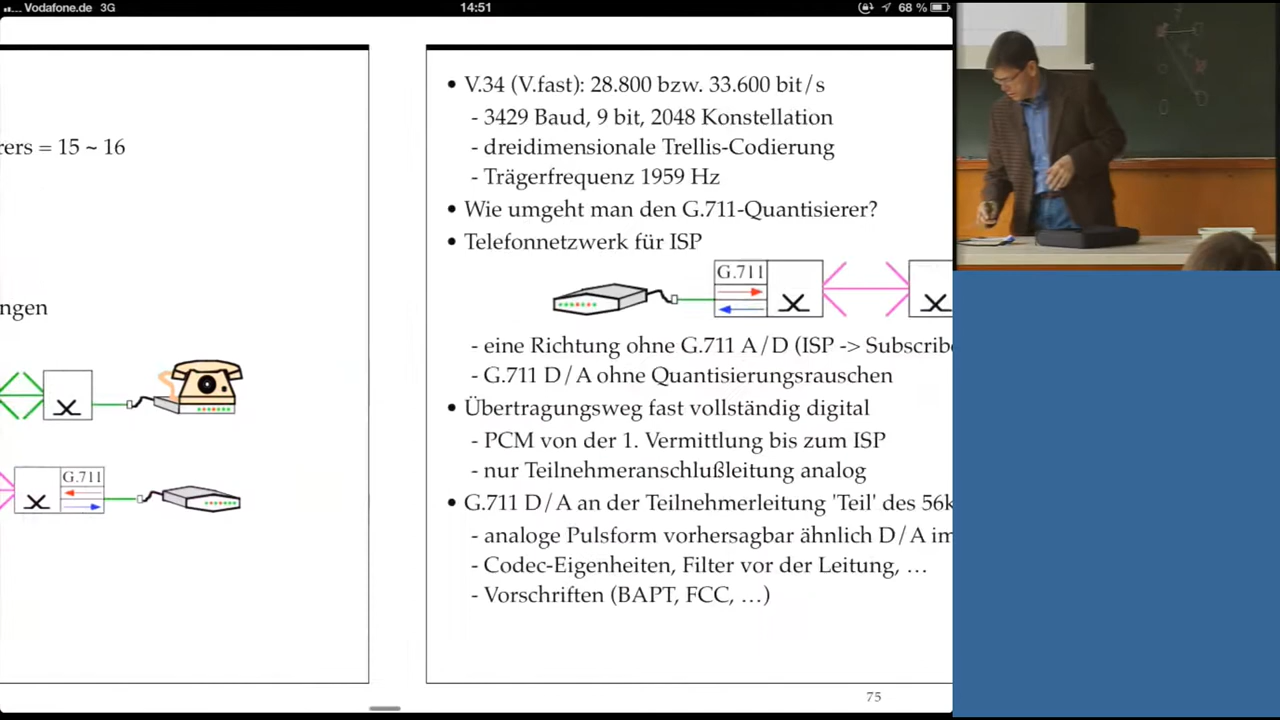 Vodafone.de 3G
14:51
68 %
rers = 15 ~ 16
ngen
G.711
• V.34 (V.fast): 28.800 bzw. 33.600 bit/s
- 3429 Baud, 9 bit, 2048 Konstellation
- dreidimensionale Trellis-Codierung
- Trägerfrequenz 1959 Hz
• Wie umgeht man den G.711-Quantisierer?
• Telefonnetzwerk für ISP
G.711
- eine Richtung ohne G.711 A/D (ISP -> Subscribe
- G.711 D/A ohne Quantisierungsrauschen
• Übertragungsweg fast vollständig digital
- PCM von der 1. Vermittlung bis zum ISP
- nur Teilnehmeranschlußleitung analog
• G.711 D/A an der Teilnehmerleitung 'Teil' des 56k
- analoge Pulsform vorhersagbar ähnlich D/A im
- Codec-Eigenheiten, Filter vor der Leitung, …
- Vorschriften (BAPT, FCC, …)
75